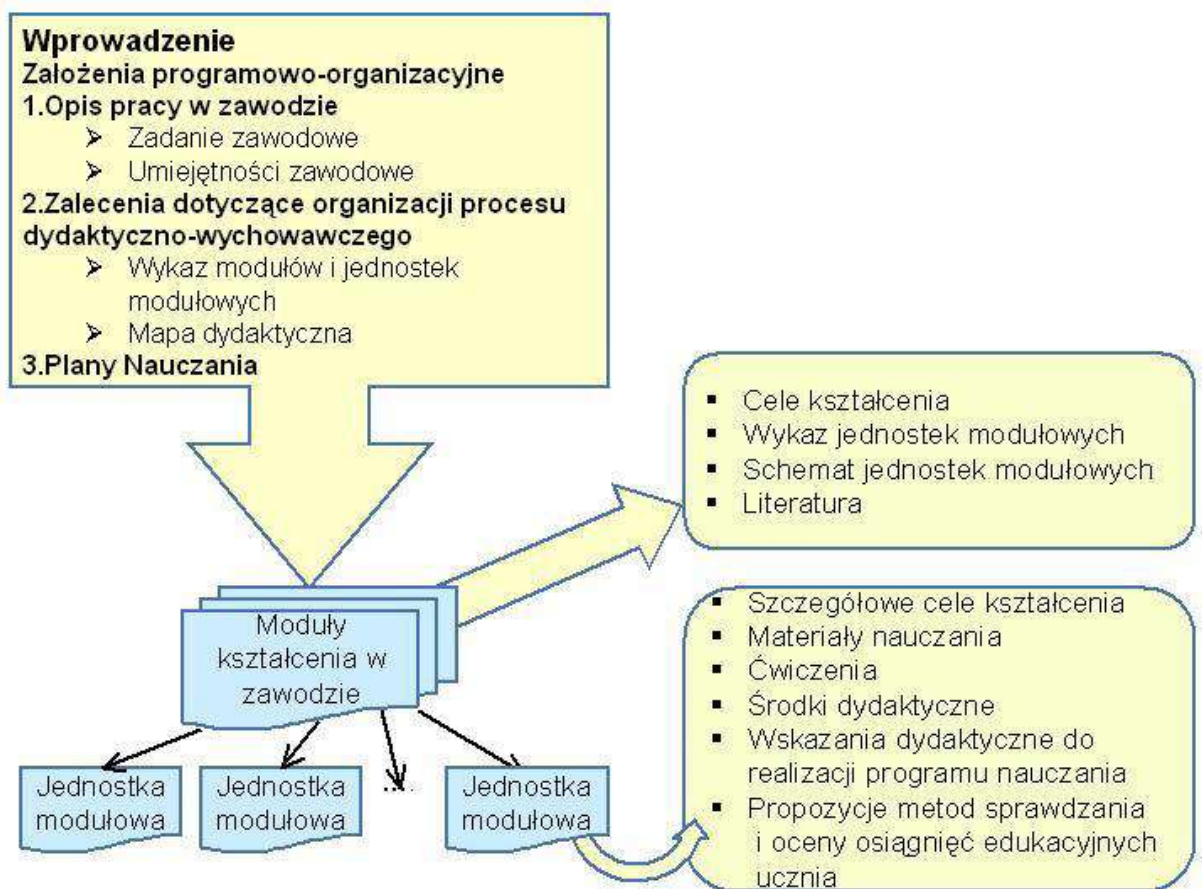 Wprowadzenie
Założenia programowo-organizacyjne
1.Opis pracy w zawodzie
➤ Zadanie zawodowe
➤ Umiejętności zawodowe
2.Zalecenia dotyczące organizacji procesu
dydaktyczno-wychowawczego
➤ Wykaz modułów i jednostek
modułowych
➤ Mapa dydaktyczna
3.Plany Nauczania
▪ Cele kształcenia
▪ Wykaz jednostek modułowych
▪ Schemat jednostek modułowych
▪ Literatura
Moduły
kształcenia w
zawodzie
Jednostka
modułowa
Jednostka
modułowa
....
Jednostka
modułowa
▪ Szczegółowe cele kształcenia
▪ Materiały nauczania
▪ Ćwiczenia
▪ Środki dydaktyczne
▪ Wskazania dydaktyczne do
realizacji programu nauczania
▪ Propozycje metod sprawdzania
i oceny osiągnięć edukacyjnych
ucznia